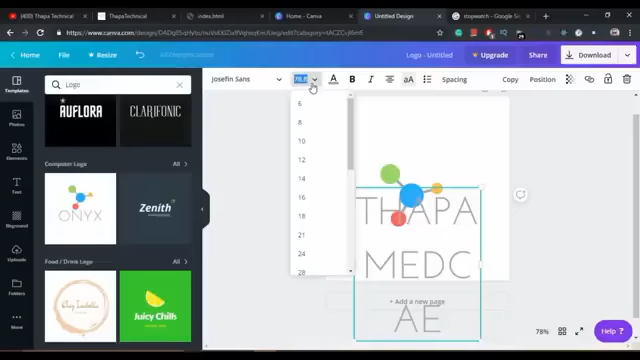 THAPA TECHNICAL
ThapaTechnical
index.html
Home - Canva
Untitled Design
stopwatch - Google Se
Home
File
Resize
Logo - Untitled
Upgrade
Download
Josefin Sans
B
I
aA
Spacing
Copy
Position
Templates
Photos
Elements
Text
Bkground
Uploads
Folders
More
Logo
AUFLORA
CLARIFONIC
Computer Logo
All
ONYX
Zenith
Food / Drink Logo
All
Juicy Chills
6
8
10
12
14
16
18
21
24
28
THAPA
MEDC
AE
+ Add a new page
78%
Help ?